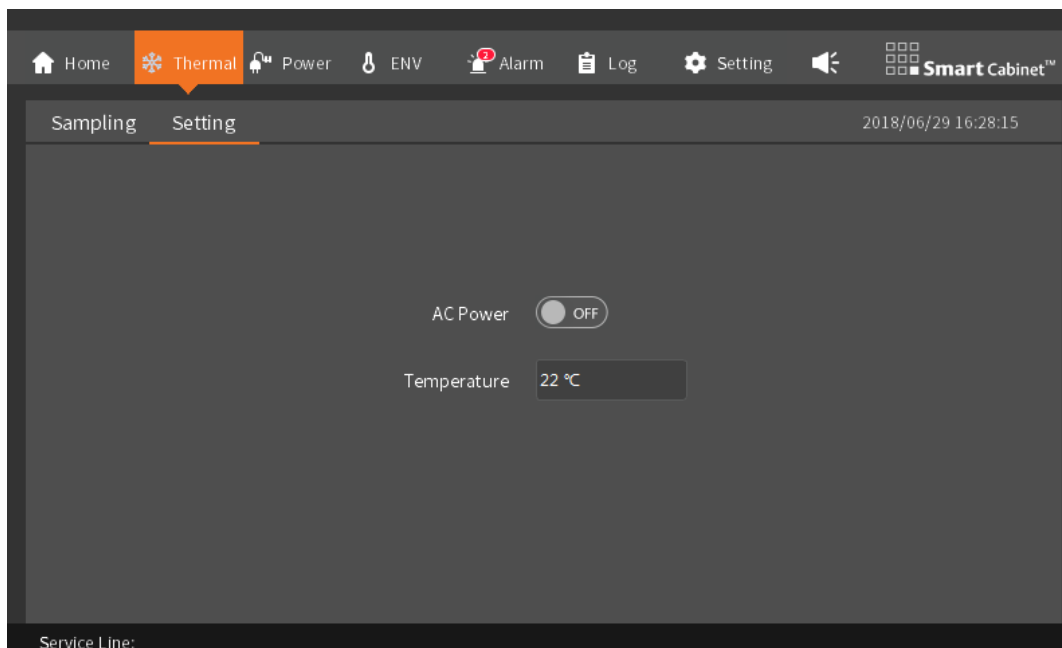 Home Thermal Power ENV 2 Alarm Log Setting Smart Cabinet™
Sampling Setting 2018/06/29 16:28:15
AC Power OFF
Temperature 22 ℃
Service Line: